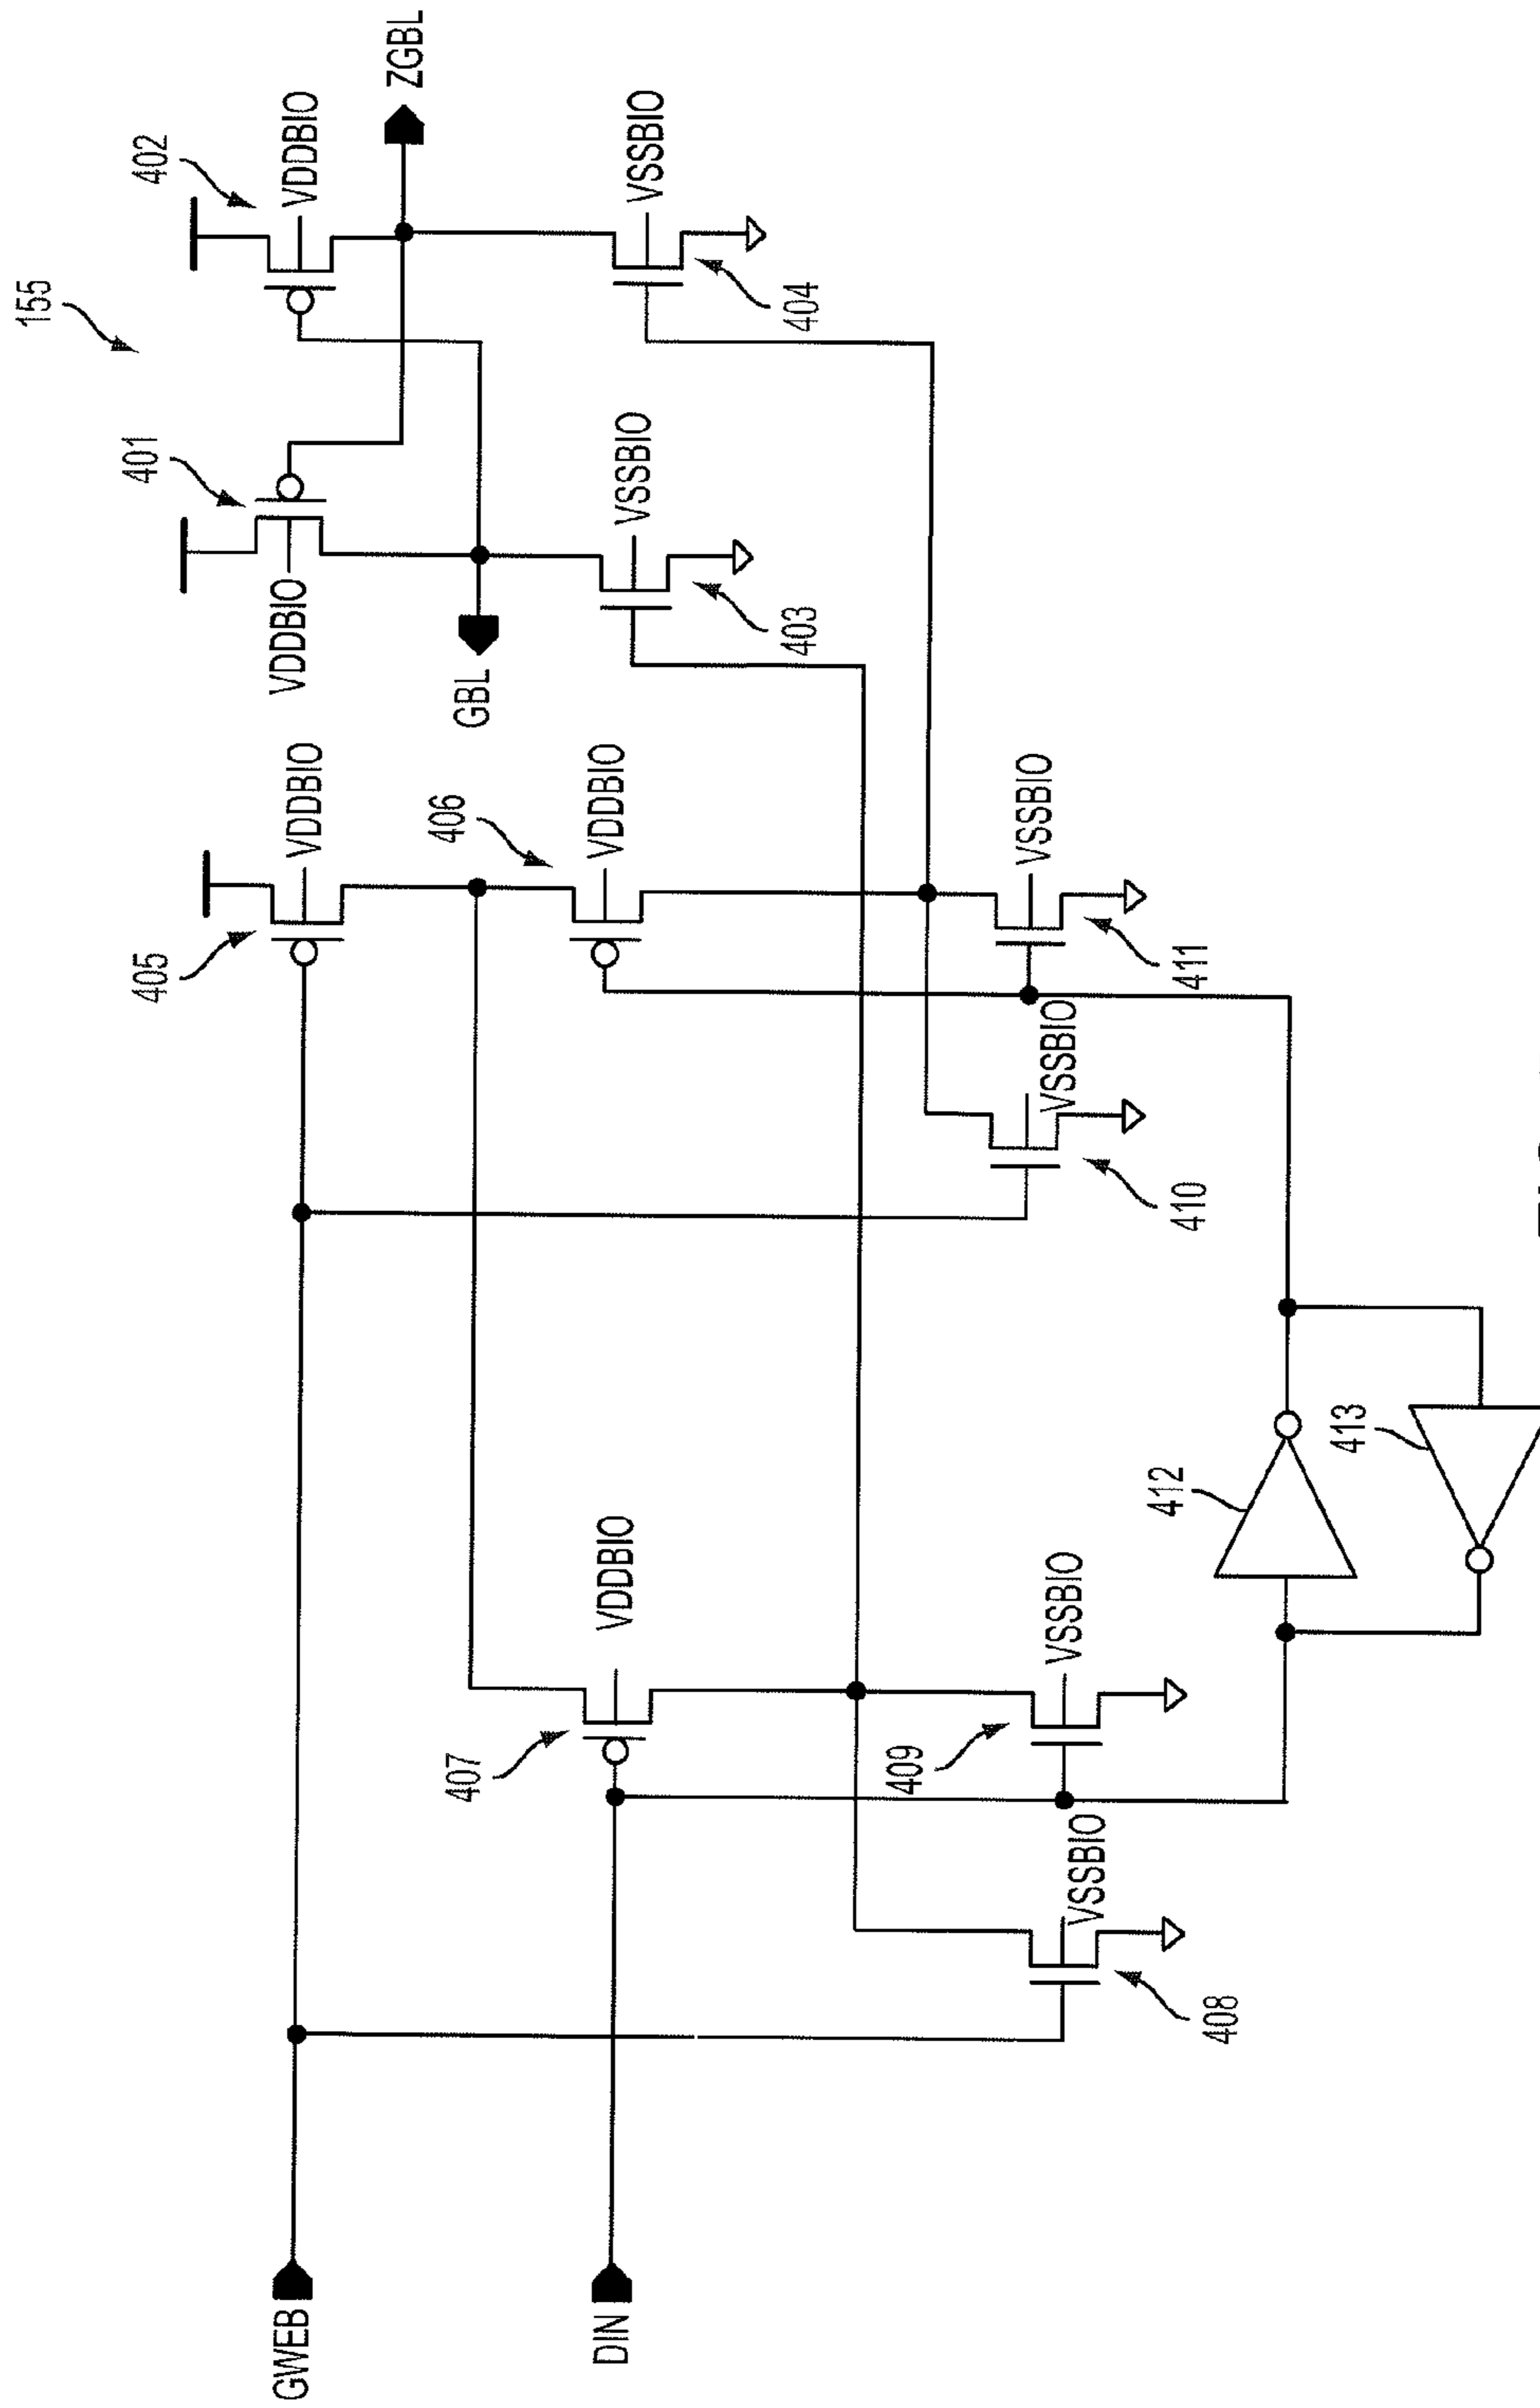 155
402
VDDBIO
ZGBL
401
VDDBIO
VSSBIO
404
GBL
VSSBIO
403
405
VDDBIO
406
VDDBIO
VSSBIO
411
VSSBIO
410
407
VDDBIO
409
VSSBIO
VSSBIO
408
412
413
GWEB
DIN